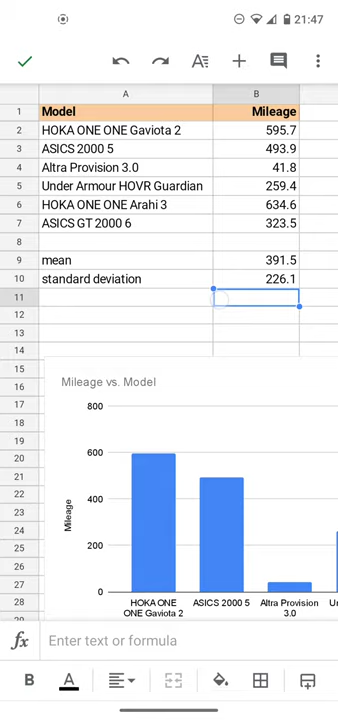 21:47
A B
1 Model Mileage
2 HOKA ONE ONE Gaviota 2 595.7
3 ASICS 2000 5 493.9
4 Altra Provision 3.0 41.8
5 Under Armour HOVR Guardian 259.4
6 HOKA ONE ONE Arahi 3 634.6
7 ASICS GT 2000 6 323.5
8
9 mean 391.5
10 standard deviation 226.1
11
12
13
14
15
16 Mileage vs. Model
17 800
18
19
20 600
21
22
23 400
24
25 200
26
27 0
28 HOKA ONE ASICS 2000 5 Altra Provision Un
29 ONE Gaviota 2 3.0
Mileage
fx Enter text or formula
B A